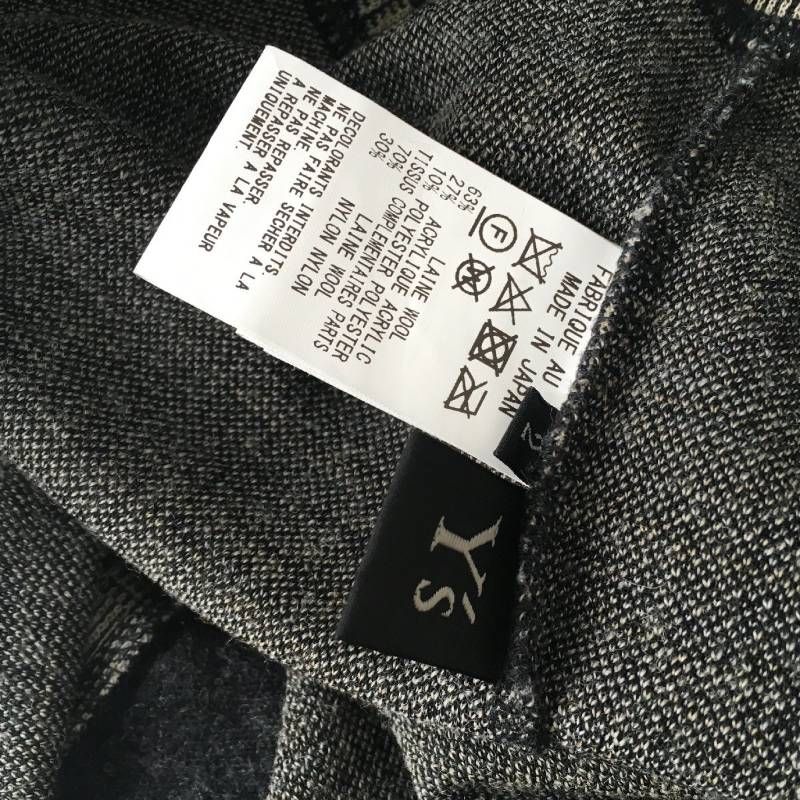 FABRIQUE AU
MADE IN JAPAN
F
63% LAINE WOOL
27% ACRYLIQUE ACRYLIC
10% POLYESTER POLYESTER
TISSUS COMPLEMENTAIRES PARTS
70% LAINE WOOL
30% NYLON NYLON
DECOLORANTS INTERDITS.
NE PAS FAIRE SECHER A LA
MACHINE.
NE PAS REPASSER.
A REPASSER À LA VAPEUR
UNIQUEMENT.
2
Y's